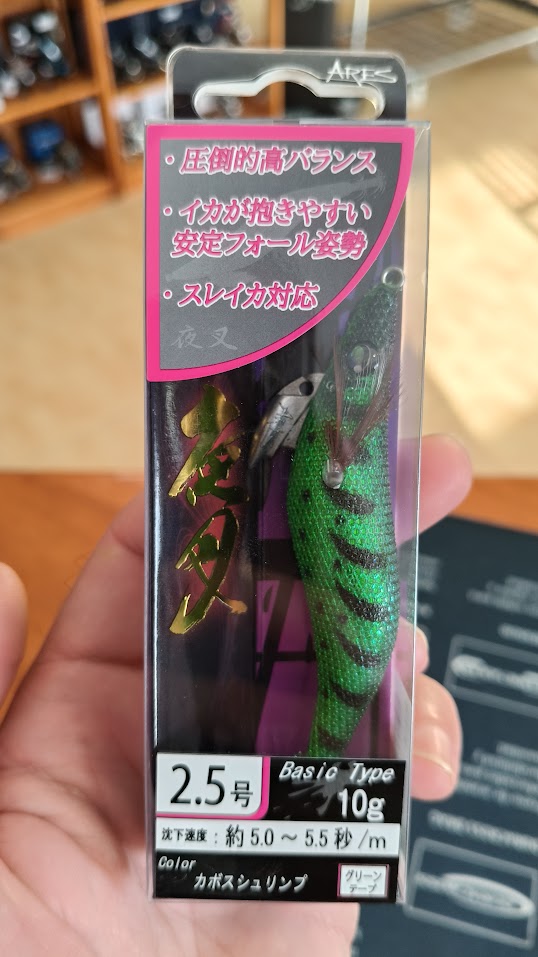 ARES
・圧倒的高バランス
・イカが抱きやすい
安定フォール姿勢
・スレイカ対応
夜叉
夜叉
2.5号
Basic Type
10g
沈下速度：約5.0～5.5秒/m
Color
カボスシュリンプ
グリーン
テープ